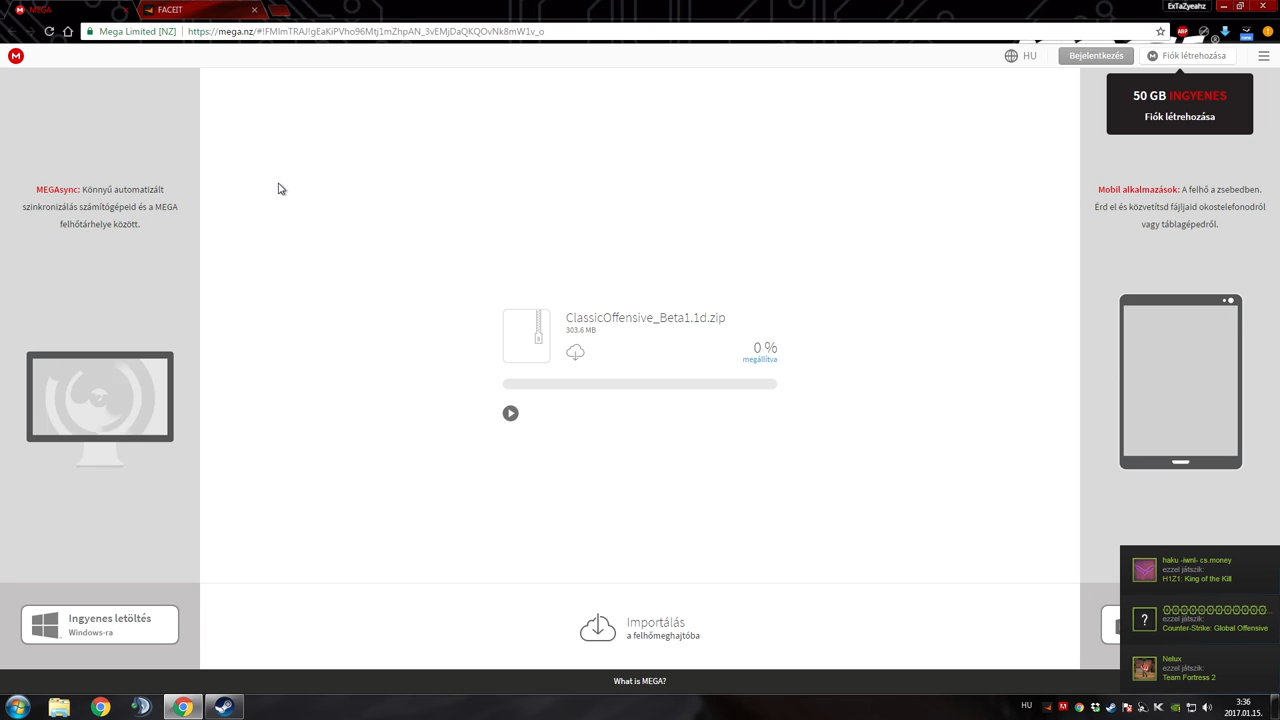 MEGA
FACEIT
ExTaZyeahz
Mega Limited [NZ]
https://mega.nz/#!FMlmTRAJ!gEaKiPVho96Mtj1mZhpAN_3vEMjDaQKQOvNk8mW1v_o
ABP
M
HU
Bejelentkezés
M
Fiók létrehozása
50 GB INGYENES
Fiók létrehozása
MEGAsync: Könnyű automatizált
szinkronizálás számítógépeid és a MEGA
felhőtárhelye között.
Mobil alkalmazások: A felhő a zsebedben.
Érd el és közvetítsd fájljaid okostelefonodról
vagy táblagépedről.
ClassicOffensive_Beta1.1d.zip
303.6 MB
0 %
megállítva
haku -iwnl- cs.money
ezzel játszik:
H1Z1: King of the Kill
?
ezzel játszik:
Counter-Strike: Global Offensive
Nelux
ezzel játszik:
Team Fortress 2
Ingyenes letöltés
Windows-ra
Importálás
a felhőmeghajtóba
What is MEGA?
HU
3:36
2017.01.15.